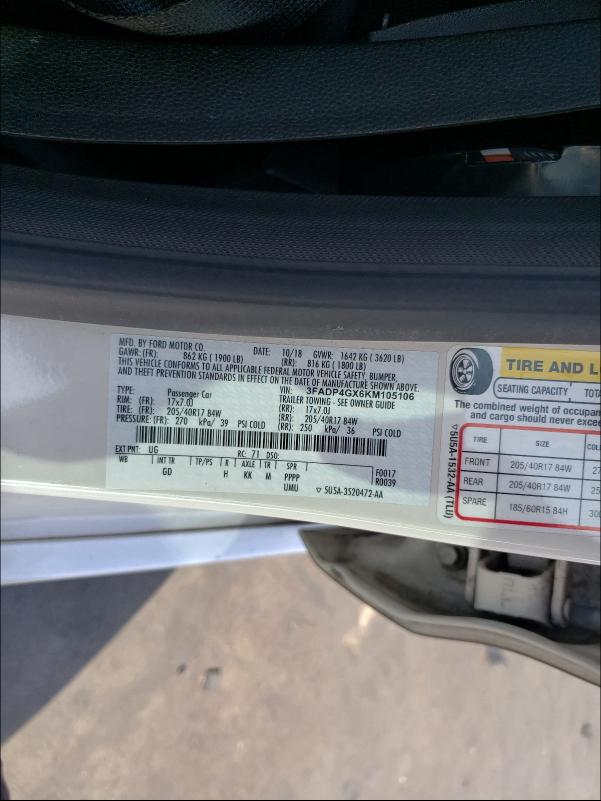 MFD. BY FORD MOTOR CO.
DATE: 10/18 GVWR: 1642 KG ( 3620 LB)
GAWR: (FR): 862 KG ( 1900 LB) (RR): 816 KG ( 1800 LB)
THIS VEHICLE CONFORMS TO ALL APPLICABLE FEDERAL MOTOR VEHICLE SAFETY, BUMPER,
AND THEFT PREVENTION STANDARDS IN EFFECT ON THE DATE OF MANUFACTURE SHOWN ABOVE.
VIN: 3FADP4GX6KM105106
TYPE: Passenger Car TRAILER TOWING - SEE OWNER GUIDE
RIM: (FR): 17x7.0J (RR): 17x7.0J
TIRE: (FR): 205/40R17 84W (RR): 205/40R17 84W
PRESSURE: (FR): 270 kPa/ 39 PSI COLD (RR): 250 kPa/ 36 PSI COLD
EXT PNT: UG RC: 71 DSO:
WB INT TR TP/PS R AXLE TR SPR F0017
GD H KK M PPPP R0039
UMU ▽ 5U5A-3520472-AA
TIRE AND L
SEATING CAPACITY TOTA
The combined weight of occupan
and cargo should never excee
TIRE SIZE COL
FRONT 205/40R17 84W 27
REAR 205/40R17 84W 25
SPARE 185/60R15 84H 300
▽5U5A-1532-AA (TLU)